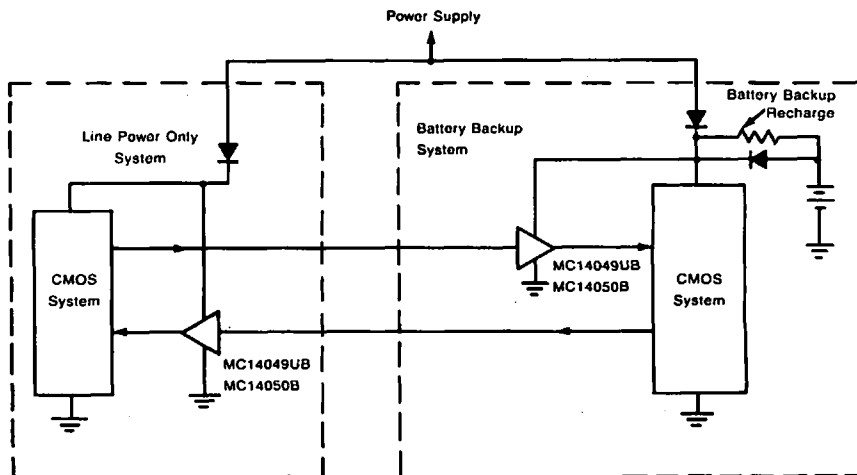 Power Supply
Line Power Only
System
Battery Backup
System
Battery Backup
Recharge
CMOS
System
MC14049UB
MC14050B
MC14049UB
MC14050B
CMOS
System